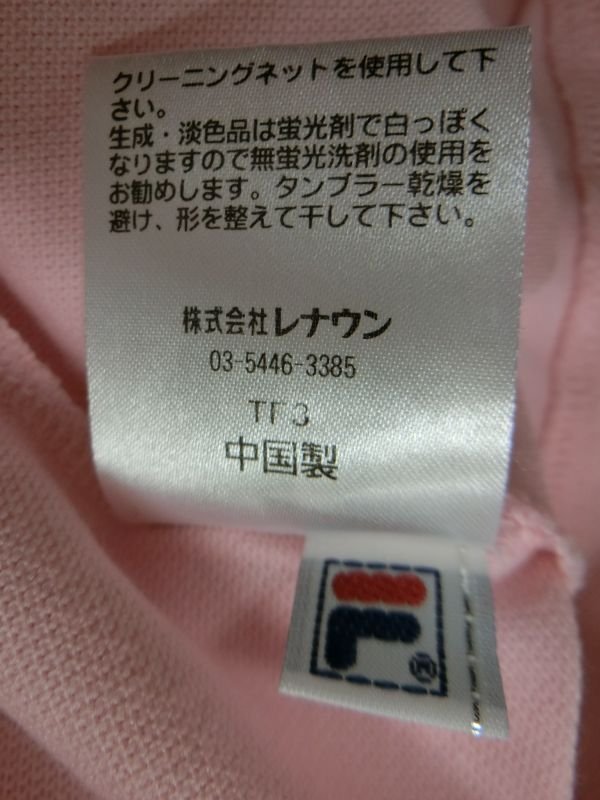 クリーニングネットを使用して下
さい。
生成・淡色品は蛍光剤で白っぽく
なりますので無蛍光洗剤の使用を
お勧めします。タンブラー乾燥を
避け、形を整えて干して下さい。
株式会社レナウン
03-5446-3385
中国製
F
®